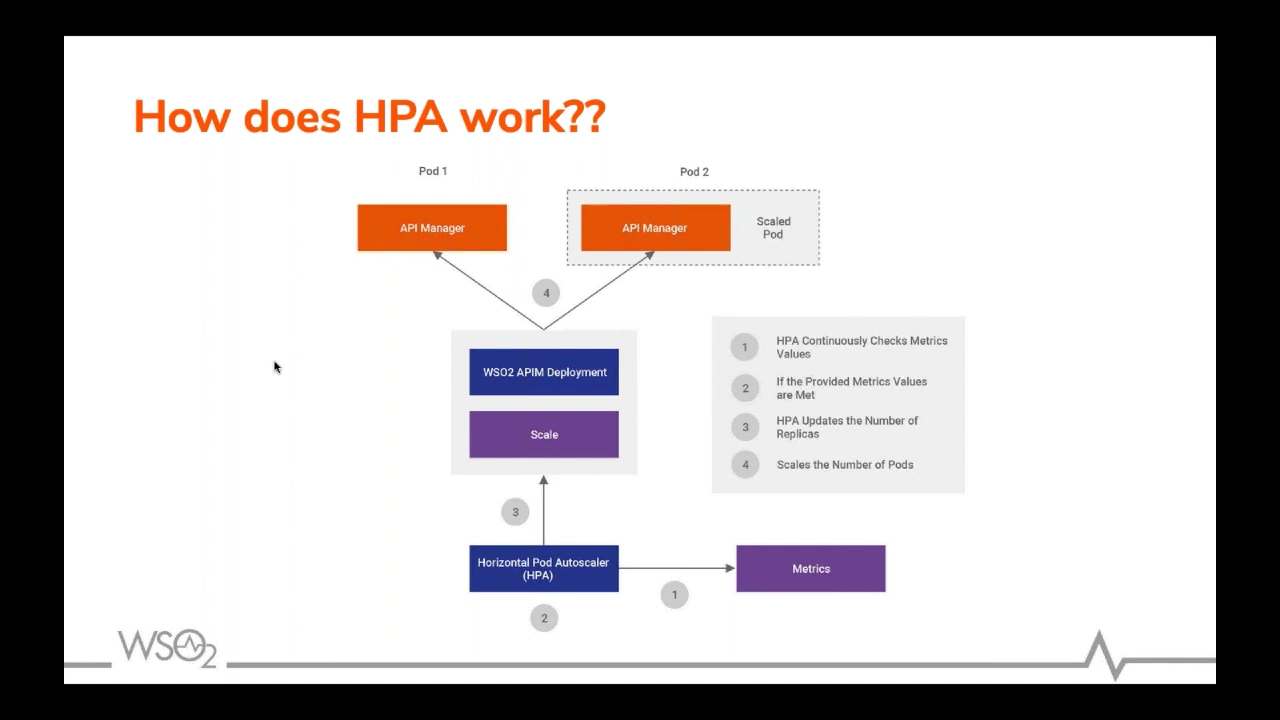 How does HPA work??
Pod 1
Pod 2
API Manager
API Manager
Scaled
Pod
4
WSO2 APIM Deployment
Scale
1
HPA Continuously Checks Metrics
Values
2
If the Provided Metrics Values
are Met
3
HPA Updates the Number of
Replicas
4
Scales the Number of Pods
3
Horizontal Pod Autoscaler
(HPA)
Metrics
1
2
WSO2